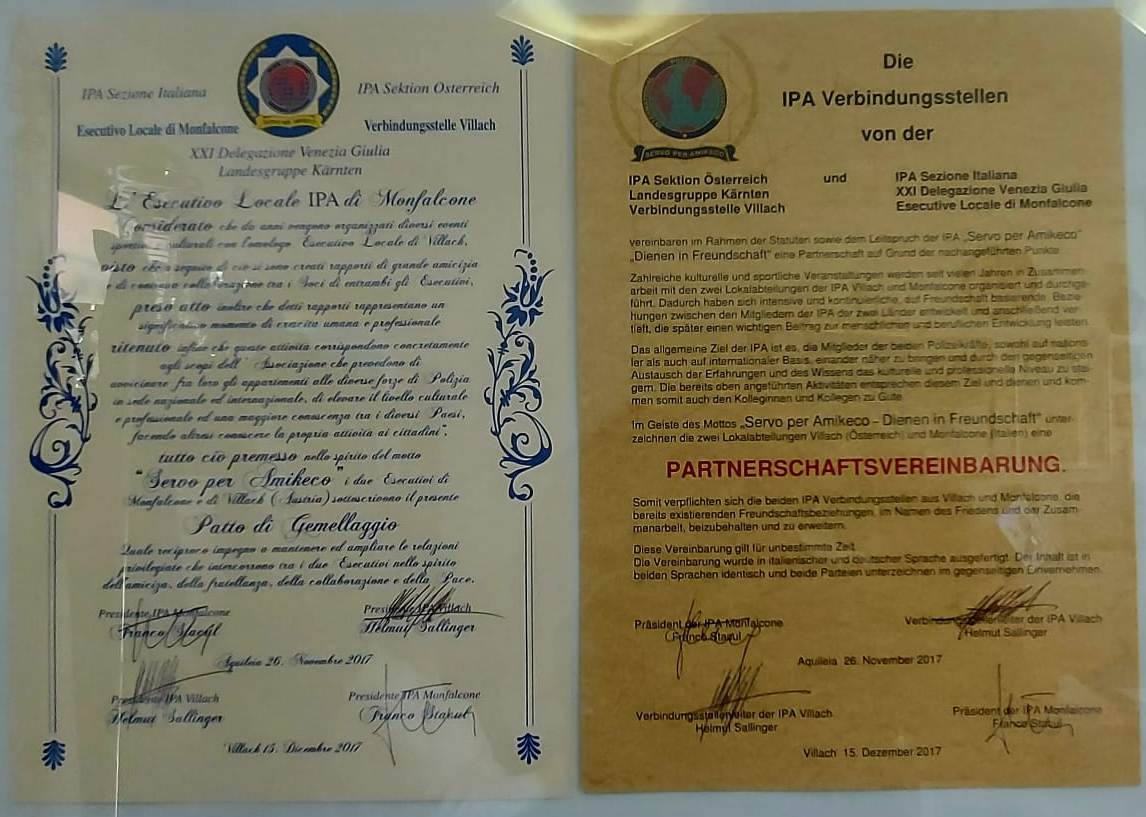 IPA Sezione Italiana
IPA Sektion Österreich
Esecutivo Locale di Monfalcone
Verbindungsstelle Villach
XXI Delegazione Venezia Giulia
Landesgruppe Kärnten
L'Esecutivo Locale IPA di Monfalcone
considerato che da anni vengono organizzati diversi eventi
culturali con l'omologo Esecutivo Locale di Villach,
visto che a seguito di ciò si sono creati rapporti di grande amicizia
e di continua collaborazione tra i Soci di entrambi gli Esecutivi,
preso atto inoltre che detti rapporti rappresentano un
significativo momento di crescita umana e professionale
ritenuto infine che queste attività corrispondono concretamente
agli scopi dell'Associazione che prevedono di
avvicinare fra loro gli appartenenti alle diverse forze di Polizia
in sede nazionale ed internazionale, di elevare il livello culturale
e professionale ed una maggiore conoscenza tra i diversi Paesi,
facendo altresì conoscere la propria attività ai cittadini",
tutto ciò premesso nello spirito del motto
"Servo per Amikeco" i due Esecutivi di
Monfalcone e di Villach (Austria) sottoscrivono il presente
Patto di Gemellaggio
Quale reciproco impegno a mantenere ed ampliare le relazioni
privilegiate che intercorrono tra i due Esecutivi nello spirito
dell'amicizia, della fratellanza, della collaborazione e della Pace.
Presidente IPA Monfalcone
Presidente IPA Villach
Franco Stacul
Helmut Sallinger
Aquileia 26. Novembre 2017
Presidente IPA Villach
Presidente IPA Monfalcone
Helmut Sallinger
Franco Stakul
Villach 15. Dicembre 2017
SERVO PER AMIKECO
Die
IPA Verbindungsstellen
von der
IPA Sektion Österreich
Landesgruppe Kärnten
Verbindungsstelle Villach
und
IPA Sezione Italiana
XXI Delegazione Venezia Giulia
Esecutive Locale di Monfalcone
vereinbaren im Rahmen der Statuten sowie dem Leitspruch der IPA „Servo per Amikeco"
„Dienen in Freundschaft" eine Partnerschaft auf Grund der nachangeführten Punkte.
Zahlreiche kulturelle und sportliche Veranstaltungen werden seit vielen Jahren in Zusammen-
arbeit mit den zwei Lokalabteilungen der IPA Villach und Monfalcone organisiert und durchge-
führt. Dadurch haben sich intensive und kontinuierliche, auf Freundschaft basierende, Bezie-
hungen zwischen den Mitgliedern der IPA der zwei Länder entwickelt und anschließend ver-
tieft, die später einen wichtigen Beitrag zur menschlichen und beruflichen Entwicklung leisten.
Das allgemeine Ziel der IPA ist es, die Mitglieder der beiden Polizeikräfte, sowohl auf nationa-
ler als auch auf internationaler Basis, einander näher zu bringen und durch den gegenseitigen
Austausch der Erfahrungen und des Wissens das kulturelle und professionelle Niveau zu stei-
gern. Die bereits oben angeführten Aktivitäten entsprechen diesem Ziel und dienen und kom-
men somit auch den Kolleginnen und Kollegen zu Gute.
Im Geiste des Mottos „Servo per Amikeco - Dienen in Freundschaft" unter-
zeichnen die zwei Lokalabteilungen Villach (Österreich) und Monfalcone (Italien) eine
PARTNERSCHAFTSVEREINBARUNG.
Somit verpflichten sich die beiden IPA Verbindungsstellen aus Villach und Monfalcone, die
bereits existierenden Freundschaftsbeziehungen, im Namen des Friedens und der Zusam-
menarbeit, beizubehalten und zu erweitern.
Diese Vereinbarung gilt für unbestimmte Zeit.
Die Vereinbarung wurde in italienischer und deutscher Sprache ausgefertigt. Der Inhalt ist in
beiden Sprachen identisch und beide Parteien unterzeichnen im gegenseitigen Einvernehmen.
Präsident der IPA Monfalcone
Verbindungsstellenleiter der IPA Villach
Franco Stakul
Helmut Sallinger
Aquileia 26. November 2017
Verbindungsstellenleiter der IPA Villach
Präsident der IPA Monfalcone
Helmut Sallinger
Franco Stakul
Villach 15. Dezember 2017